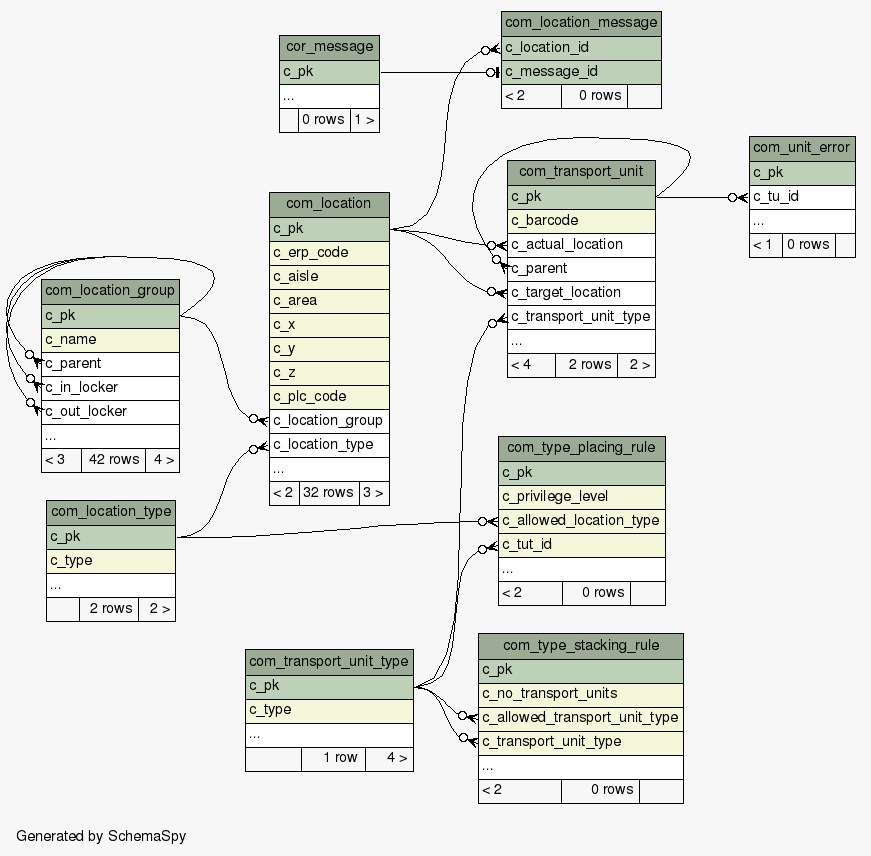 com_location_message
c_location_id
c_message_id
< 2 0 rows
cor_message
c_pk
...
0 rows 1 >
com_unit_error
c_pk
c_tu_id
...
< 1 0 rows
com_transport_unit
c_pk
c_barcode
c_actual_location
c_parent
c_target_location
c_transport_unit_type
...
< 4 2 rows 2 >
com_location
c_pk
c_erp_code
c_aisle
c_area
c_x
c_y
c_z
c_plc_code
c_location_group
c_location_type
...
< 2 32 rows 3 >
com_location_group
c_pk
c_name
c_parent
c_in_locker
c_out_locker
...
< 3 42 rows 4 >
com_type_placing_rule
c_pk
c_privilege_level
c_allowed_location_type
c_tut_id
...
< 2 0 rows
com_location_type
c_pk
c_type
...
2 rows 2 >
com_type_stacking_rule
c_pk
c_no_transport_units
c_allowed_transport_unit_type
c_transport_unit_type
...
< 2 0 rows
com_transport_unit_type
c_pk
c_type
...
1 row 4 >
Generated by SchemaSpy